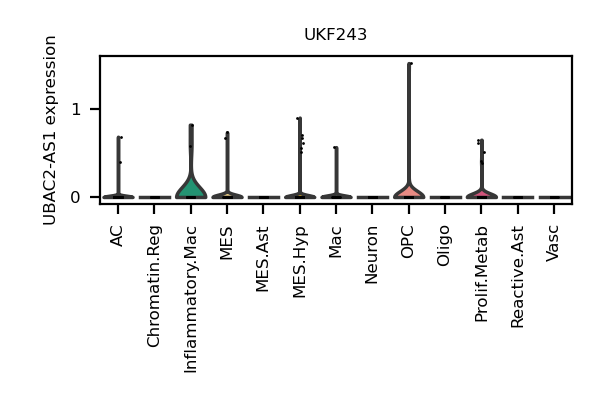 UKF243
UBAC2-AS1 expression
1
0
AC
Chromatin.Reg
Inflammatory.Mac
MES
MES.Ast
MES.Hyp
Mac
Neuron
OPC
Oligo
Prolif.Metab
Reactive.Ast
Vasc